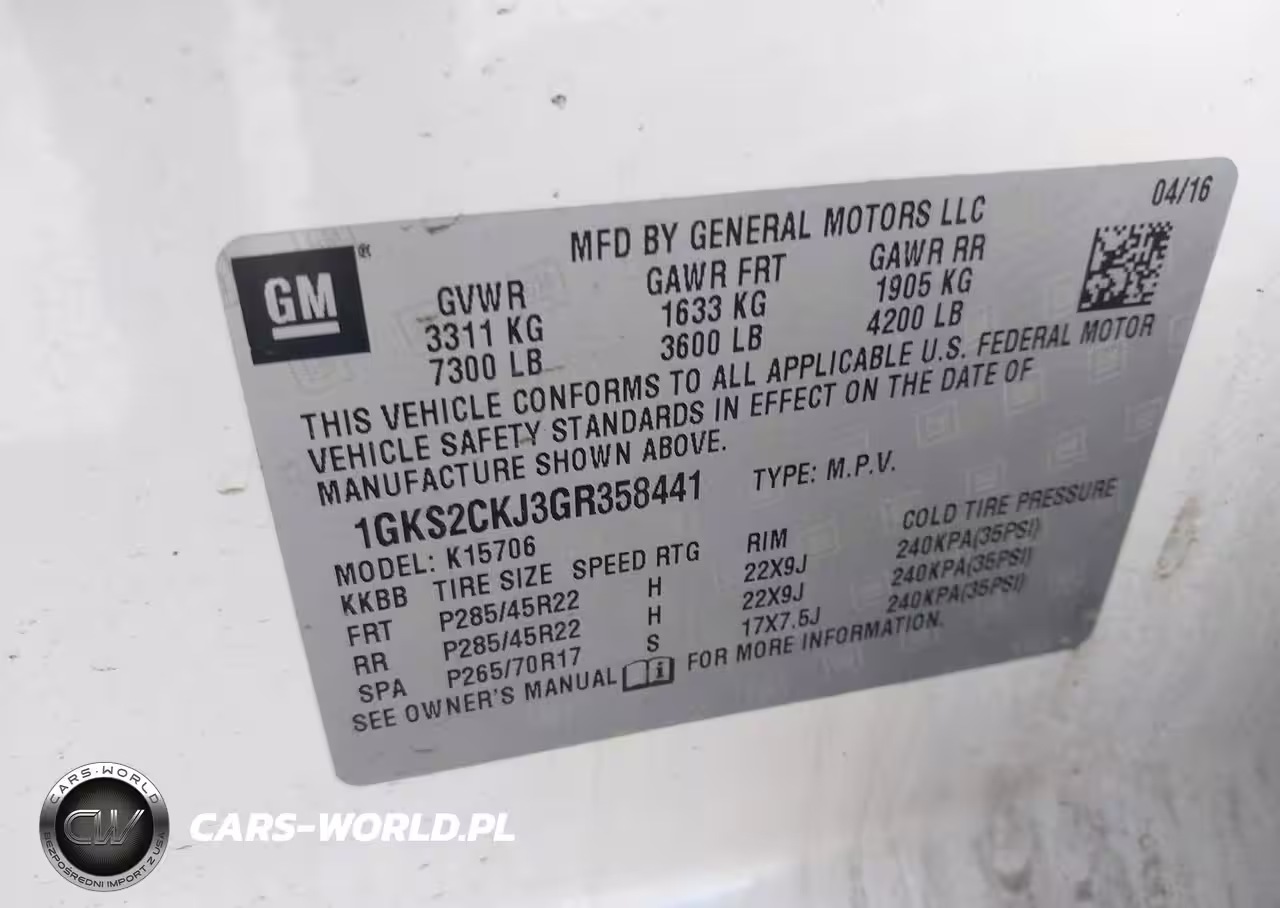 04/16
MFD BY GENERAL MOTORS LLC
GM®
GVWR GAWR FRT GAWR RR
3311 KG 1633 KG 1905 KG
7300 LB 3600 LB 4200 LB
THIS VEHICLE CONFORMS TO ALL APPLICABLE U.S. FEDERAL MOTOR
VEHICLE SAFETY STANDARDS IN EFFECT ON THE DATE OF
MANUFACTURE SHOWN ABOVE.
1GKS2CKJ3GR358441 TYPE: M.P.V.
MODEL: K15706
KKBB TIRE SIZE SPEED RTG RIM COLD TIRE PRESSURE
FRT P285/45R22 H 22X9J 240KPA(35PSI)
RR P285/45R22 H 22X9J 240KPA(35PSI)
SPA P265/70R17 S 17X7.5J 240KPA(35PSI)
SEE OWNER'S MANUAL FOR MORE INFORMATION.
CARS-WORLD
CW
BEZPOŚREDNI IMPORT Z USA
CARS-WORLD.PL